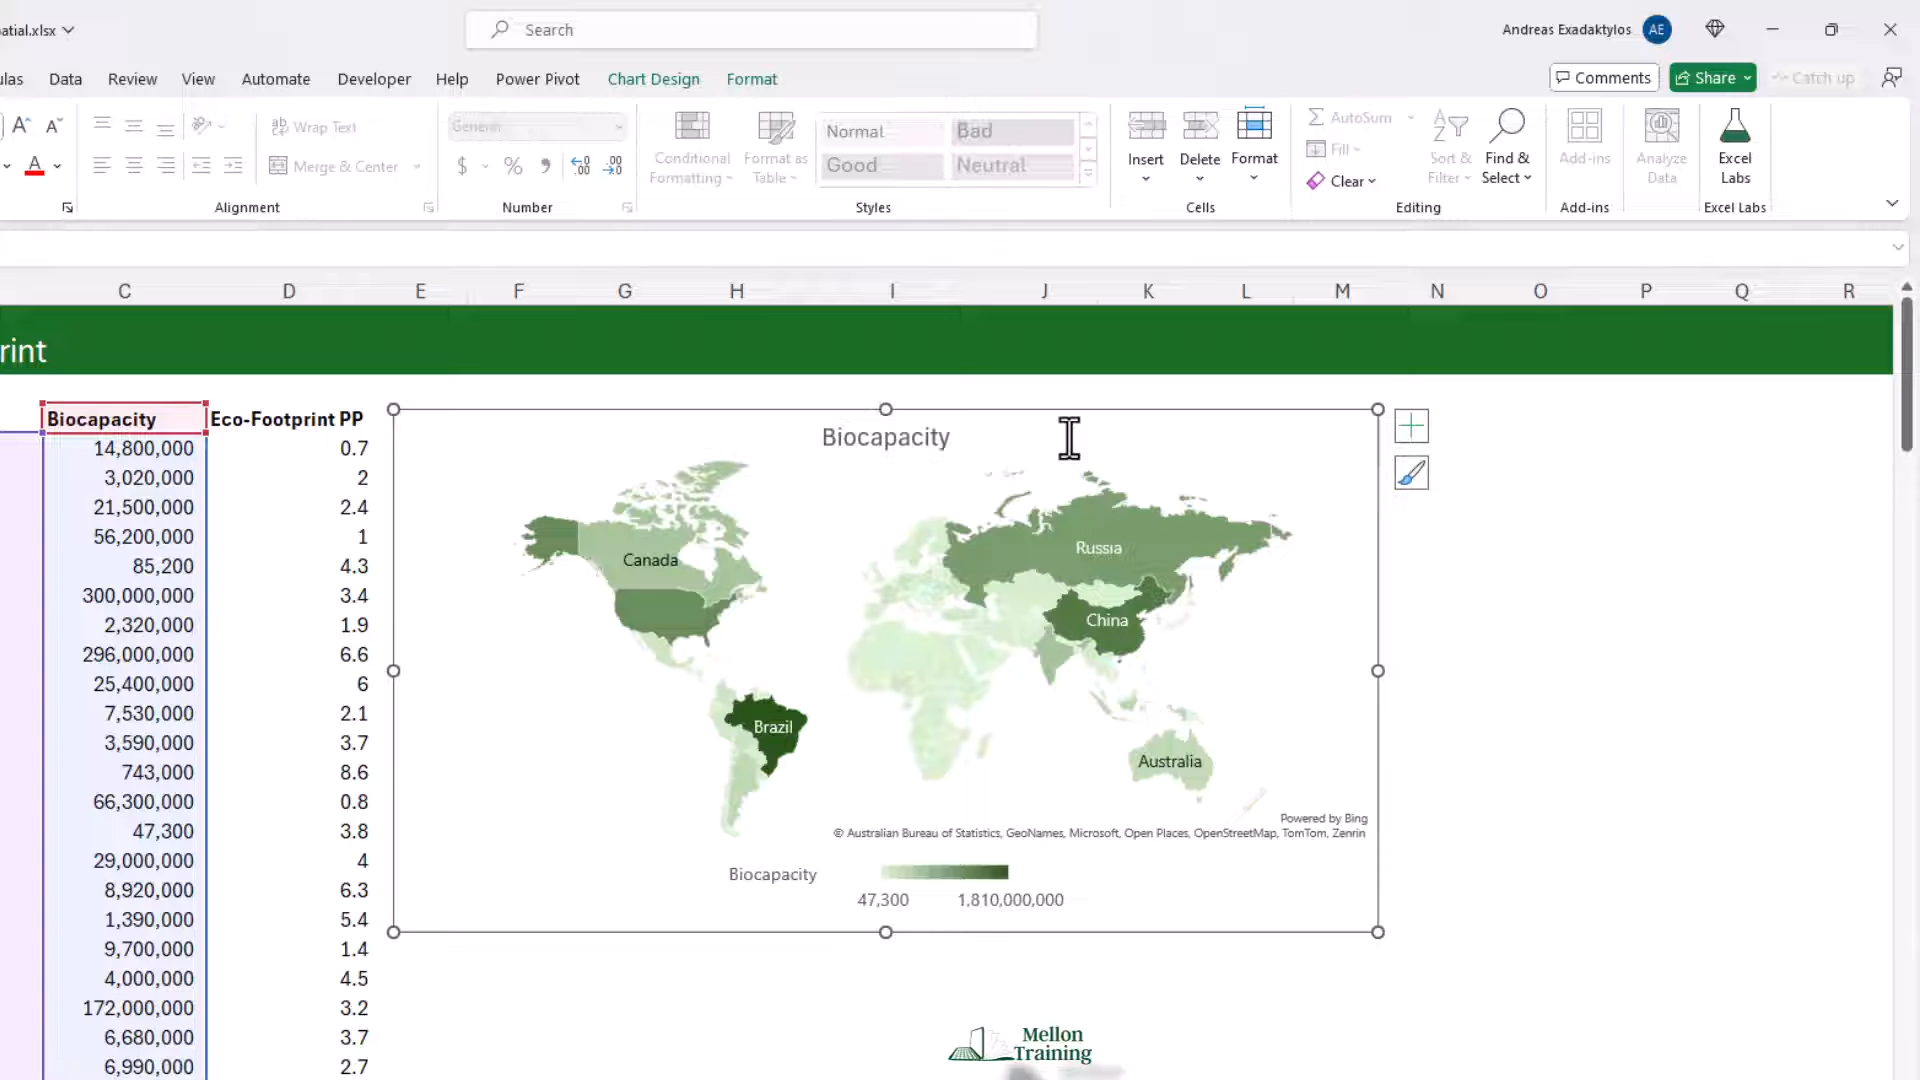 atial.xlsx
Search
Andreas Exadaktylos AE
ulas Data Review View Automate Developer Help Power Pivot Chart Design Format
Comments Share Catch up
Wrap Text
Merge & Center
Alignment
General
$ % ,
Number
Conditional Formatting
Format as Table
Normal Bad
Good Neutral
Styles
Insert Delete Format
Cells
AutoSum
Fill
Clear
Sort & Filter
Find & Select
Editing
Add-ins
Add-ins
Analyze Data
Excel Labs
Excel Labs
C D E F G H I J K L M N O P Q R
rint
Biocapacity Eco-Footprint PP
14,800,000 0.7
3,020,000 2
21,500,000 2.4
56,200,000 1
85,200 4.3
300,000,000 3.4
2,320,000 1.9
296,000,000 6.6
25,400,000 6
7,530,000 2.1
3,590,000 3.7
743,000 8.6
66,300,000 0.8
47,300 3.8
29,000,000 4
8,920,000 6.3
1,390,000 5.4
9,700,000 1.4
4,000,000 4.5
172,000,000 3.2
6,680,000 3.7
6,990,000 2.7
Biocapacity
Canada
Russia
China
Brazil
Australia
Powered by Bing
© Australian Bureau of Statistics, GeoNames, Microsoft, Open Places, OpenStreetMap, TomTom, Zenrin
Biocapacity
47,300 1,810,000,000
Mellon
Training